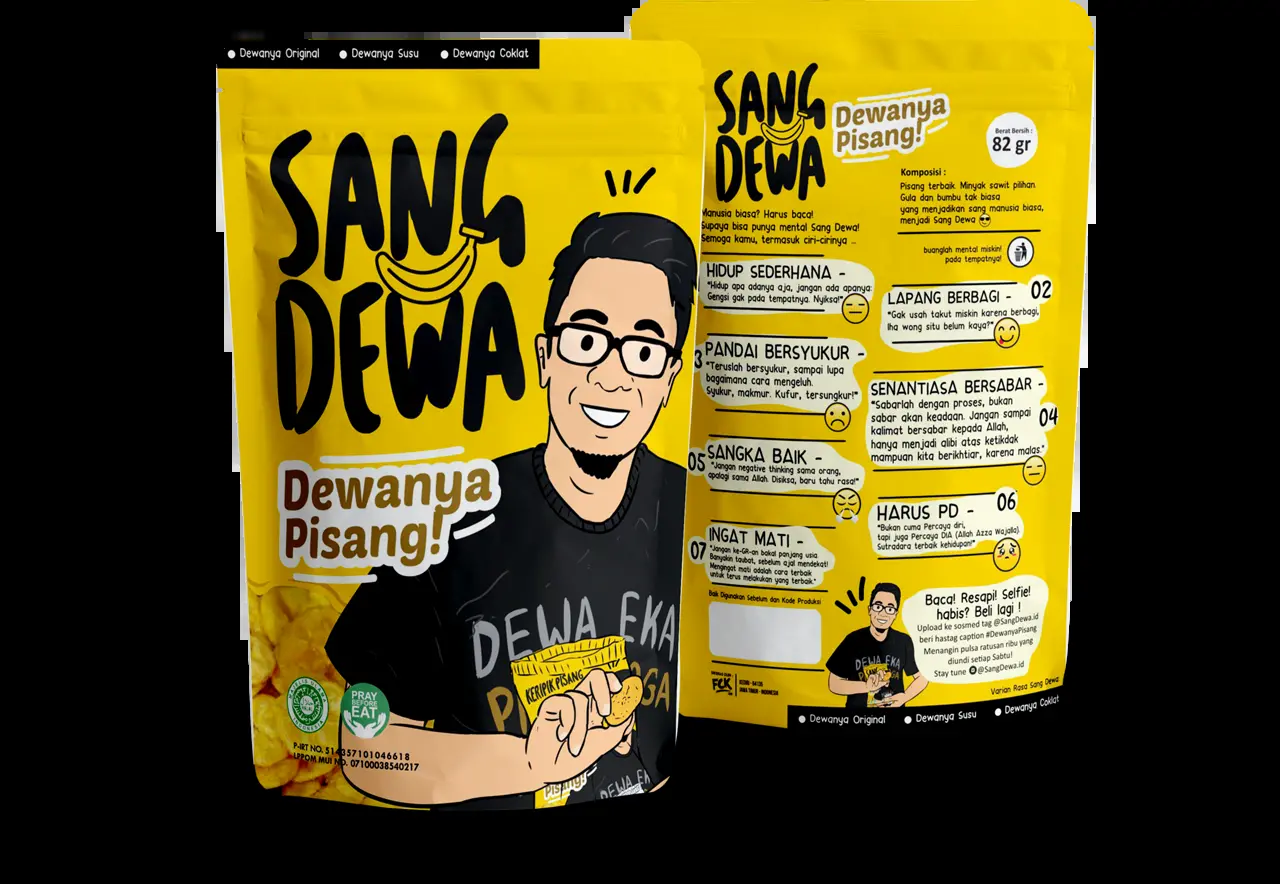 Dewanya Original
Dewanya Susu
Dewanya Coklat
SANG
DEWA
Dewanya
Pisang!
DEWA EKA
KERIPIK PISANG
PRAY
BEFORE
EAT
P-IRT NO. 514357101046618
LPPOM MUI NO. 07100038540217
Pisang!
DEWA EK
SANG
DEWA
Dewanya
Pisang!
Berat Bersih :
82 gr
Komposisi :
Pisang terbaik. Minyak sawit pilihan.
Gula dan bumbu tak biasa
yang menjadikan sang manusia biasa,
menjadi Sang Dewa
buanglah mental miskin!
pada tempatnya!
Manusia biasa? Harus baca!
Supaya bisa punya mental Sang Dewa!
Semoga kamu, termasuk ciri-cirinya ...
HIDUP SEDERHANA -
"Hidup apa adanya aja, jangan ada apanya.
Gengsi gak pada tempatnya. Nyiksa!"
LAPANG BERBAGI - 02
"Gak usah takut miskin karena berbagi,
lha wong situ belum kaya?"
3 PANDAI BERSYUKUR -
"Teruslah bersyukur, sampai lupa
bagaimana cara mengeluh.
Syukur, makmur. Kufur, tersungkur!"
SENANTIASA BERSABAR -
04
"Sabarlah dengan proses, bukan
sabar akan keadaan. Jangan sampai
kalimat bersabar kepada Allah,
hanya menjadi alibi atas ketidak
mampuan kita berikhtiar, karena malas."
05 SANGKA BAIK -
"Jangan negative thinking sama orang,
apalagi sama Allah. Disiksa, baru tahu rasa!"
HARUS PD - 06
"Bukan cuma Percaya diri,
tapi juga Percaya DIA (Allah Azza Wajalla).
Sutradara terbaik kehidupan!"
07 INGAT MATI -
"Jangan ke-GR-an bakal panjang usia.
Banyakin taubat, sebelum ajal mendekat!
Mengingat mati adalah cara terbaik
untuk terus melakukan yang terbaik."
Baik Digunakan Sebelum dan Kode Produksi
Baca! Resapi! Selfie!
habis? Beli lagi !
Upload ke sosmed tag @SangDewa.id
beri hastag caption #DewanyaPisang
Menangin pulsa ratusan ribu yang
diundi setiap Sabtu!
Stay tune @SangDewa.id
DEWA EKA
FCK
JAWA TIMUR - INDONESIA
Varian Rasa Sang Dewa
Dewanya Original
Dewanya Susu
Dewanya Coklat